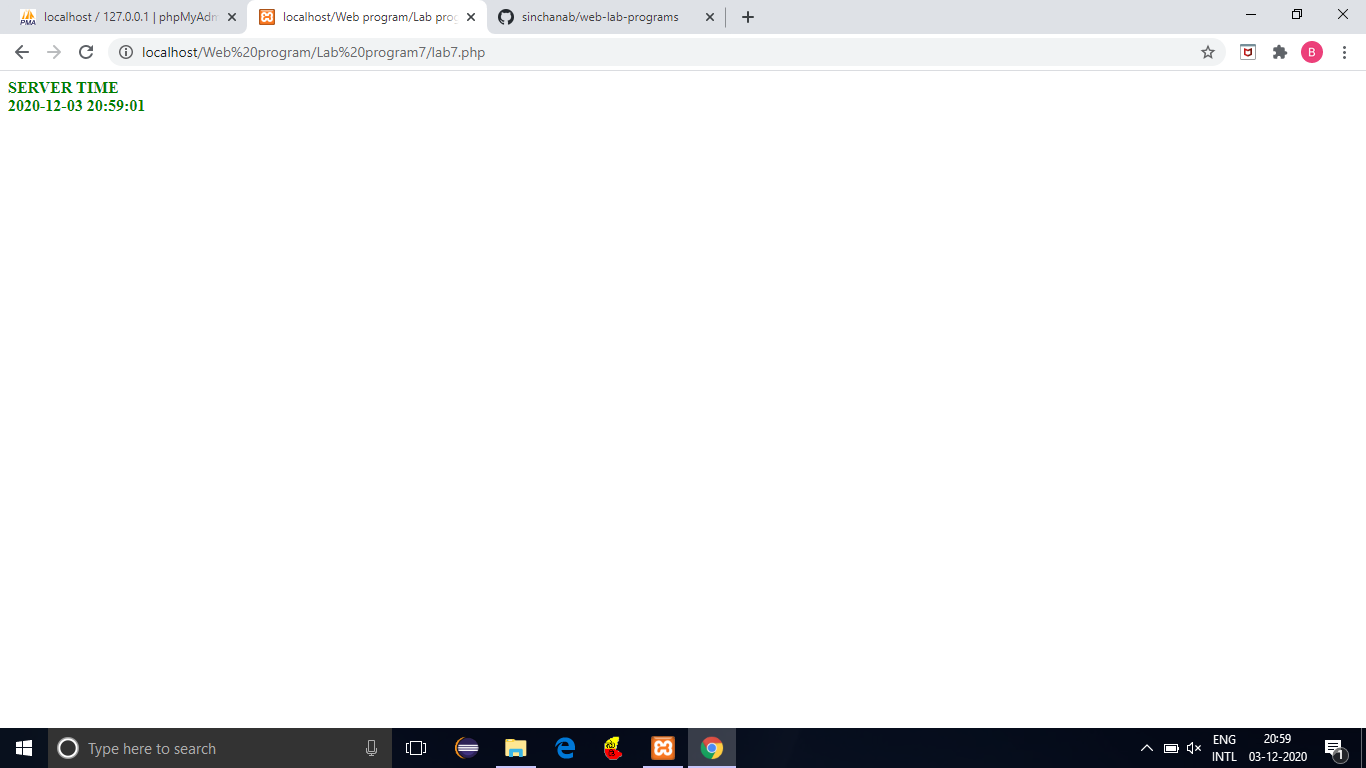 localhost / 127.0.0.1 | phpMyAdm
localhost/Web program/Lab prog
sinchanab/web-lab-programs
localhost/Web%20program/Lab%20program7/lab7.php
B
SERVER TIME
2020-12-03 20:59:01
Type here to search
ENG
INTL
20:59
03-12-2020
1